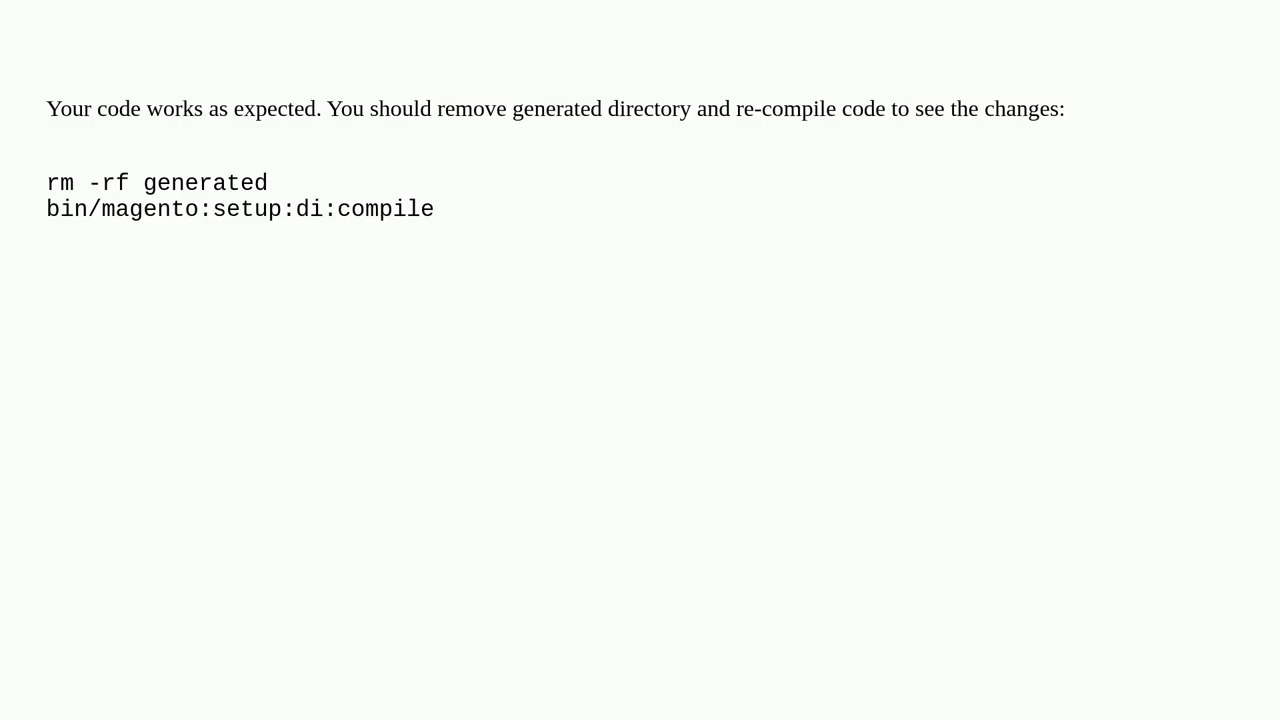 Your code works as expected. You should remove generated directory and re-compile code to see the changes:
rm -rf generated
bin/magento:setup:di:compile